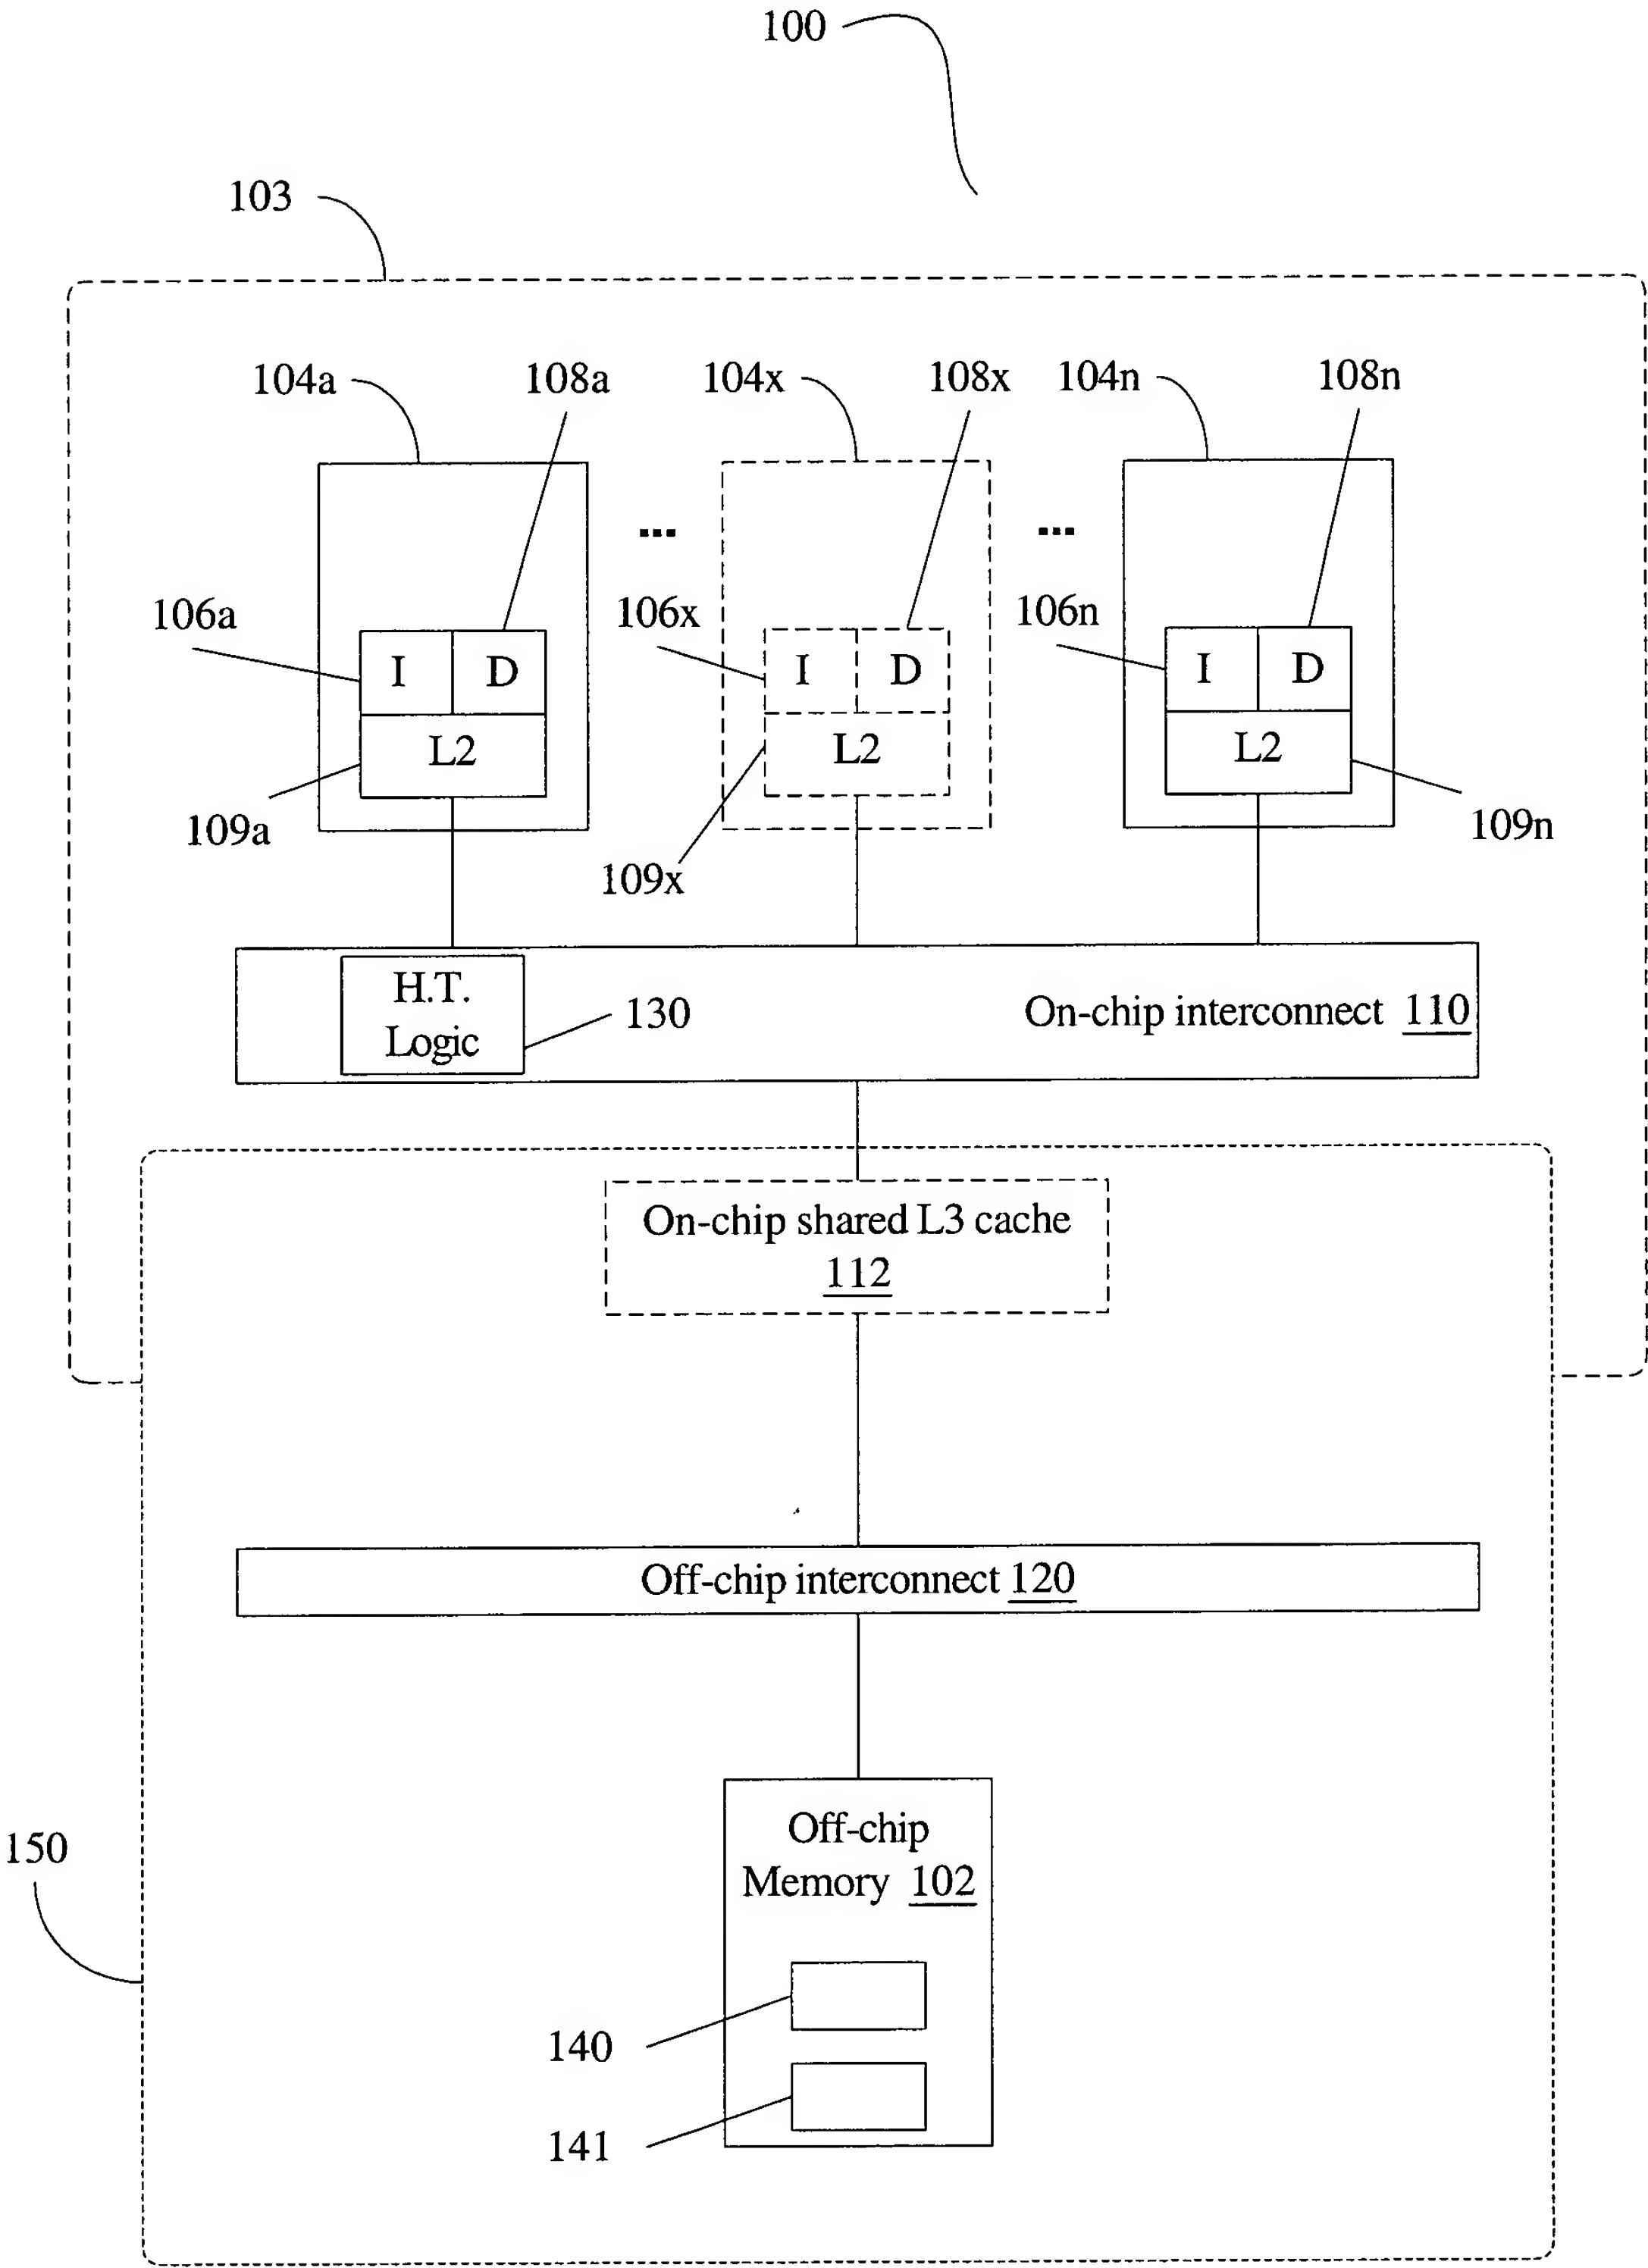 100
103
104a
108a
104x
108x
104n
108n
...
...
106a
106x
106n
I
D
I
D
I
D
L2
L2
L2
109a
109x
109n
H.T.
Logic
130
On-chip interconnect 110
On-chip shared L3 cache
112
Off-chip interconnect 120
150
Off-chip
Memory 102
140
141